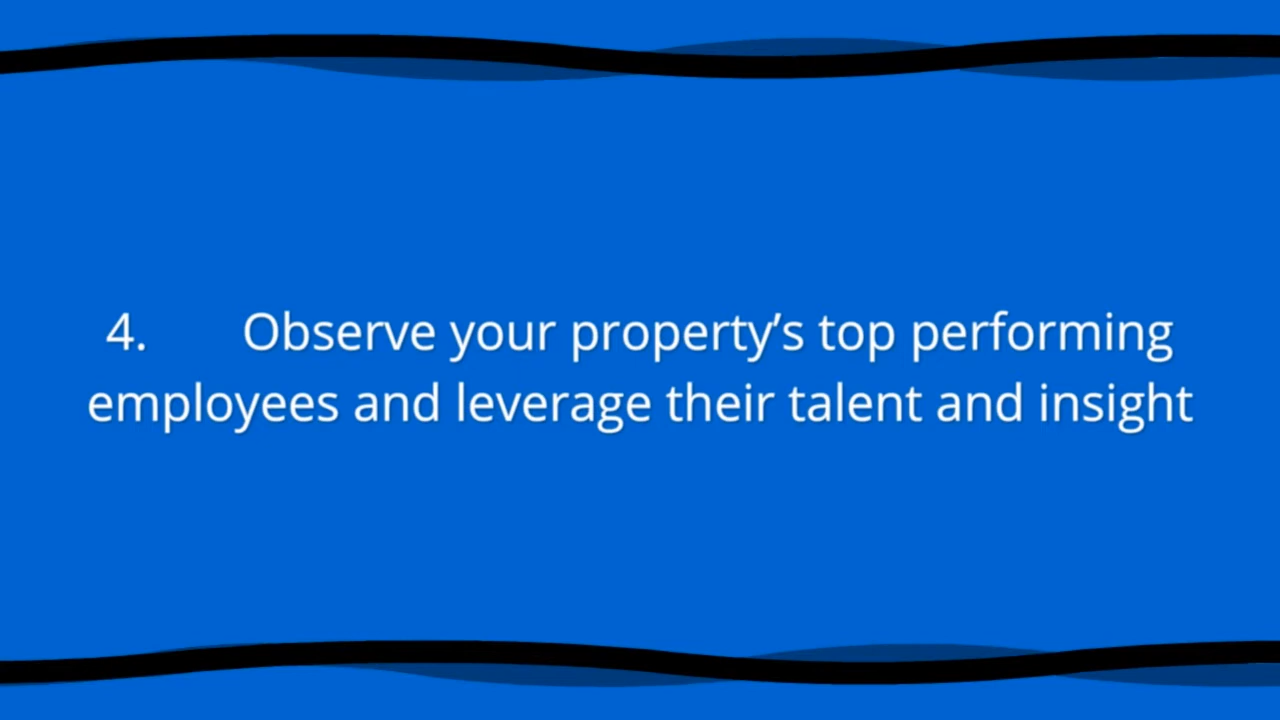 4. Observe your property’s top performing
employees and leverage their talent and insight